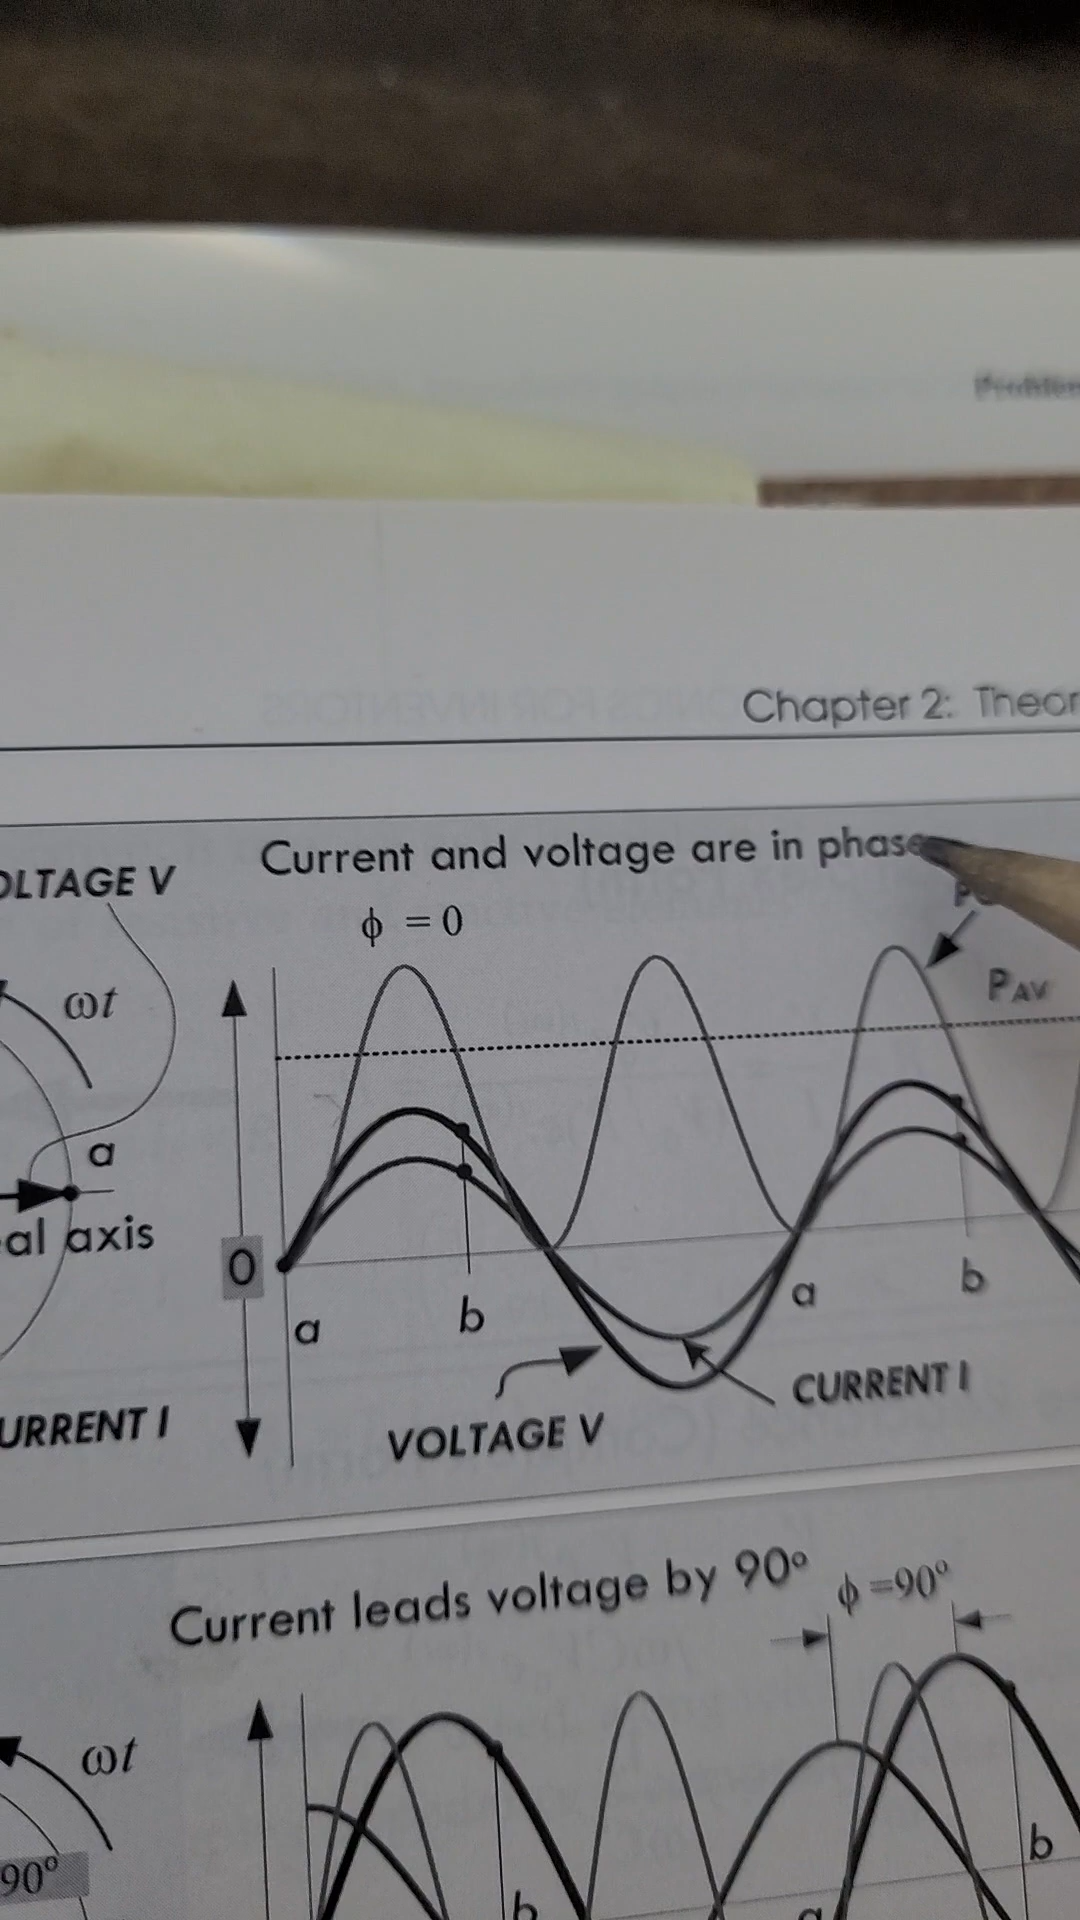 Chapter 2: Theor
OLTAGE V
Current and voltage are in phase
ϕ = 0
ωt
PAV
a
al axis
0
a
b
a
b
URRENT I
VOLTAGE V
CURRENT I
Current leads voltage by 90°
ϕ =90°
ωt
90°
b
b
a